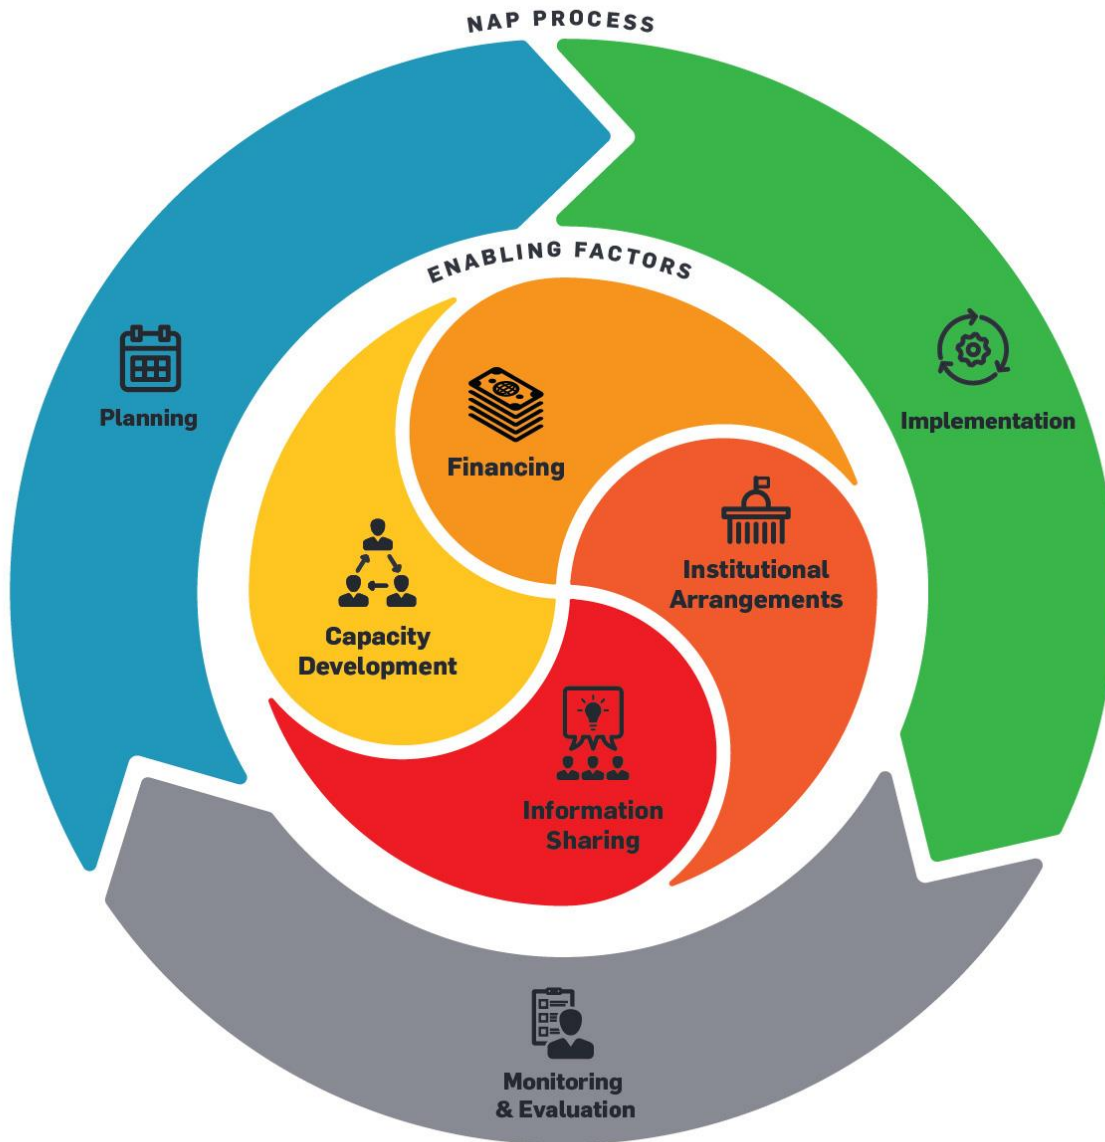 NAP PROCESS
ENABLING FACTORS
Planning
Implementation
Financing
Institutional
Arrangements
Capacity
Development
Information
Sharing
Monitoring
& Evaluation